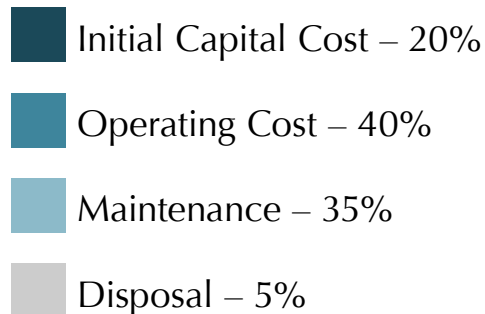 Initial Capital Cost – 20%
Operating Cost – 40%
Maintenance – 35%
Disposal – 5%